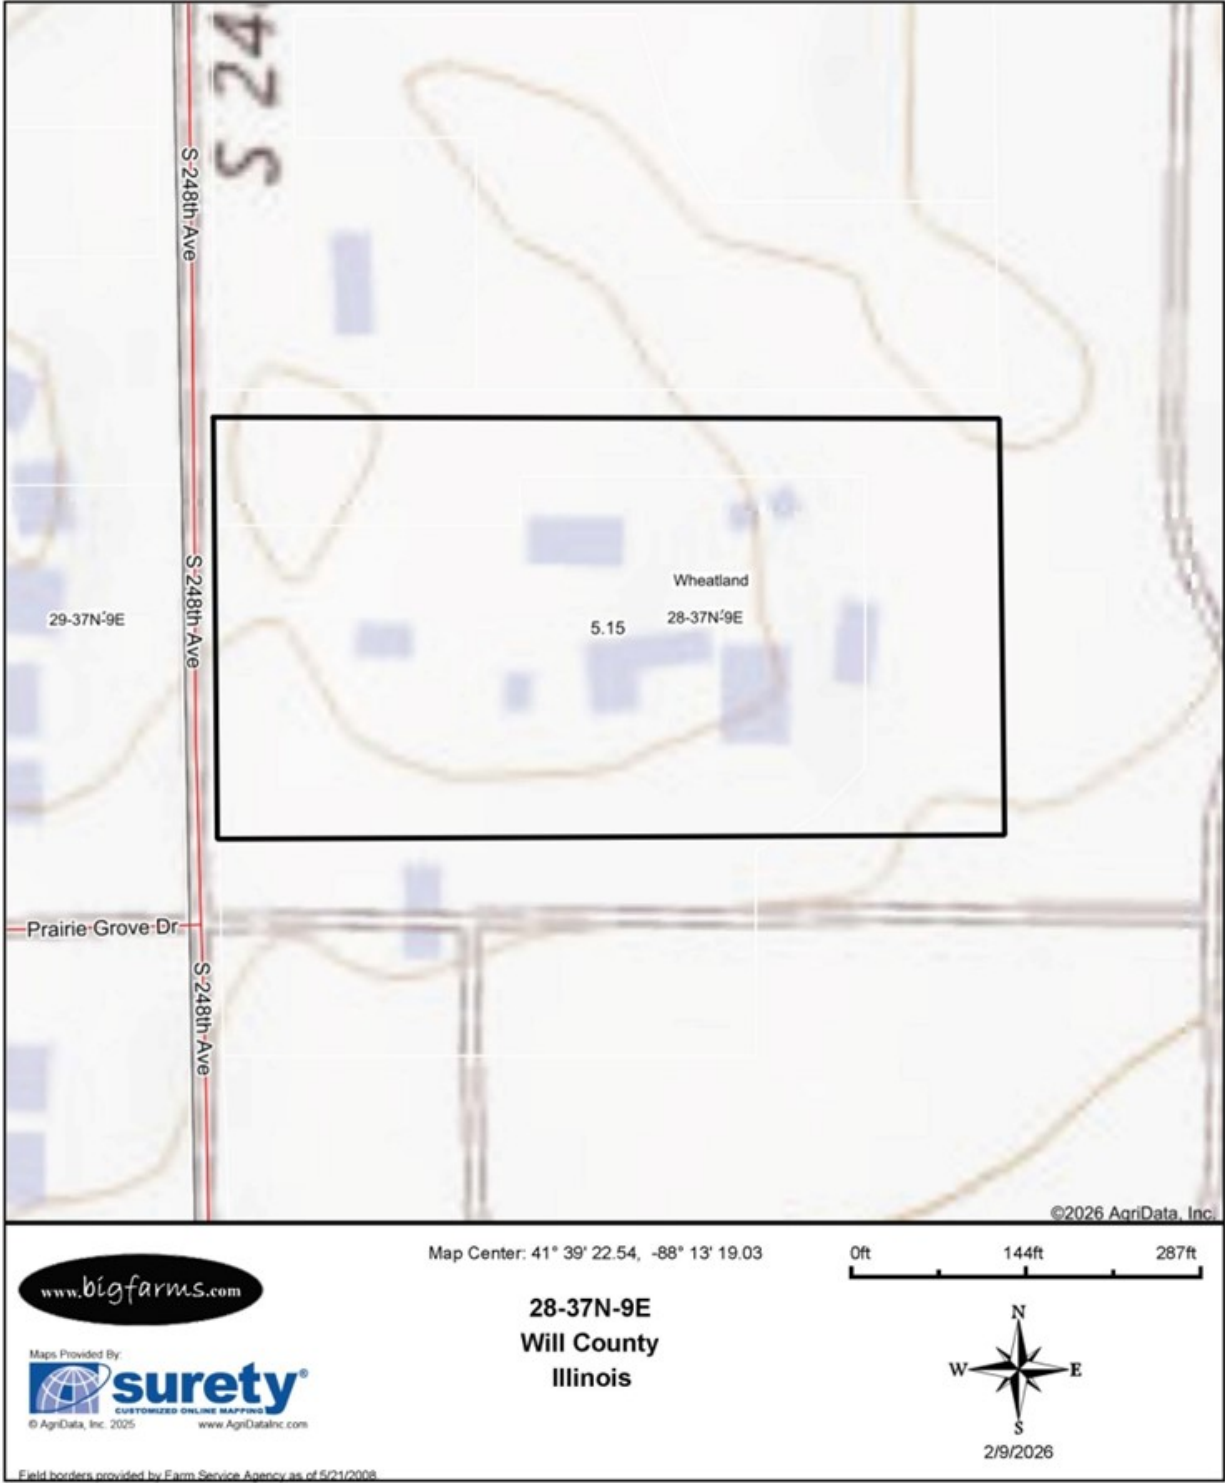 S 24
S 248th Ave
Wheatland
28-37N-9E
5.15
29-37N-9E
S 248th Ave
Prairie Grove Dr
S 248th Ave
©2026 AgriData, Inc.
www.bigfarms.com
Map Center: 41° 39' 22.54, -88° 13' 19.03
0ft 144ft 287ft
28-37N-9E
Will County
Illinois
N
W E
S
2/9/2026
Maps Provided By:
surety®
CUSTOMIZED ONLINE MAPPING
© AgriData, Inc. 2025 www.AgriDataInc.com
Field borders provided by Farm Service Agency as of 5/21/2008.